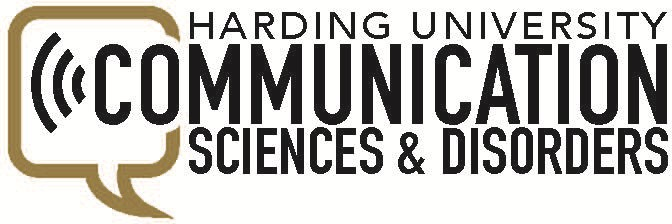 HARDING UNIVERSITY
COMMUNICATION
SCIENCES & DISORDERS